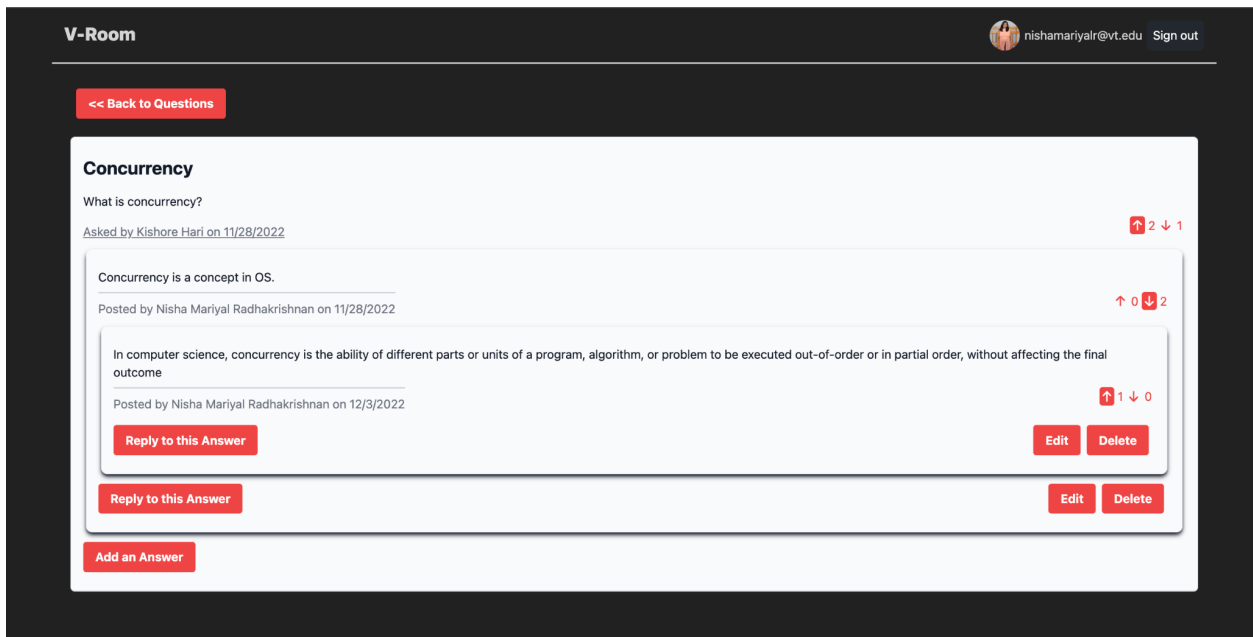 V-Room
nishamariyalr@vt.edu Sign out
<< Back to Questions
Concurrency
What is concurrency?
Asked by Kishore Hari on 11/28/2022
↑ 2 ↓ 1
Concurrency is a concept in OS.
Posted by Nisha Mariyal Radhakrishnan on 11/28/2022
↑ 0 ↓ 2
In computer science, concurrency is the ability of different parts or units of a program, algorithm, or problem to be executed out-of-order or in partial order, without affecting the final
outcome
Posted by Nisha Mariyal Radhakrishnan on 12/3/2022
↑ 1 ↓ 0
Reply to this Answer Edit Delete
Reply to this Answer Edit Delete
Add an Answer